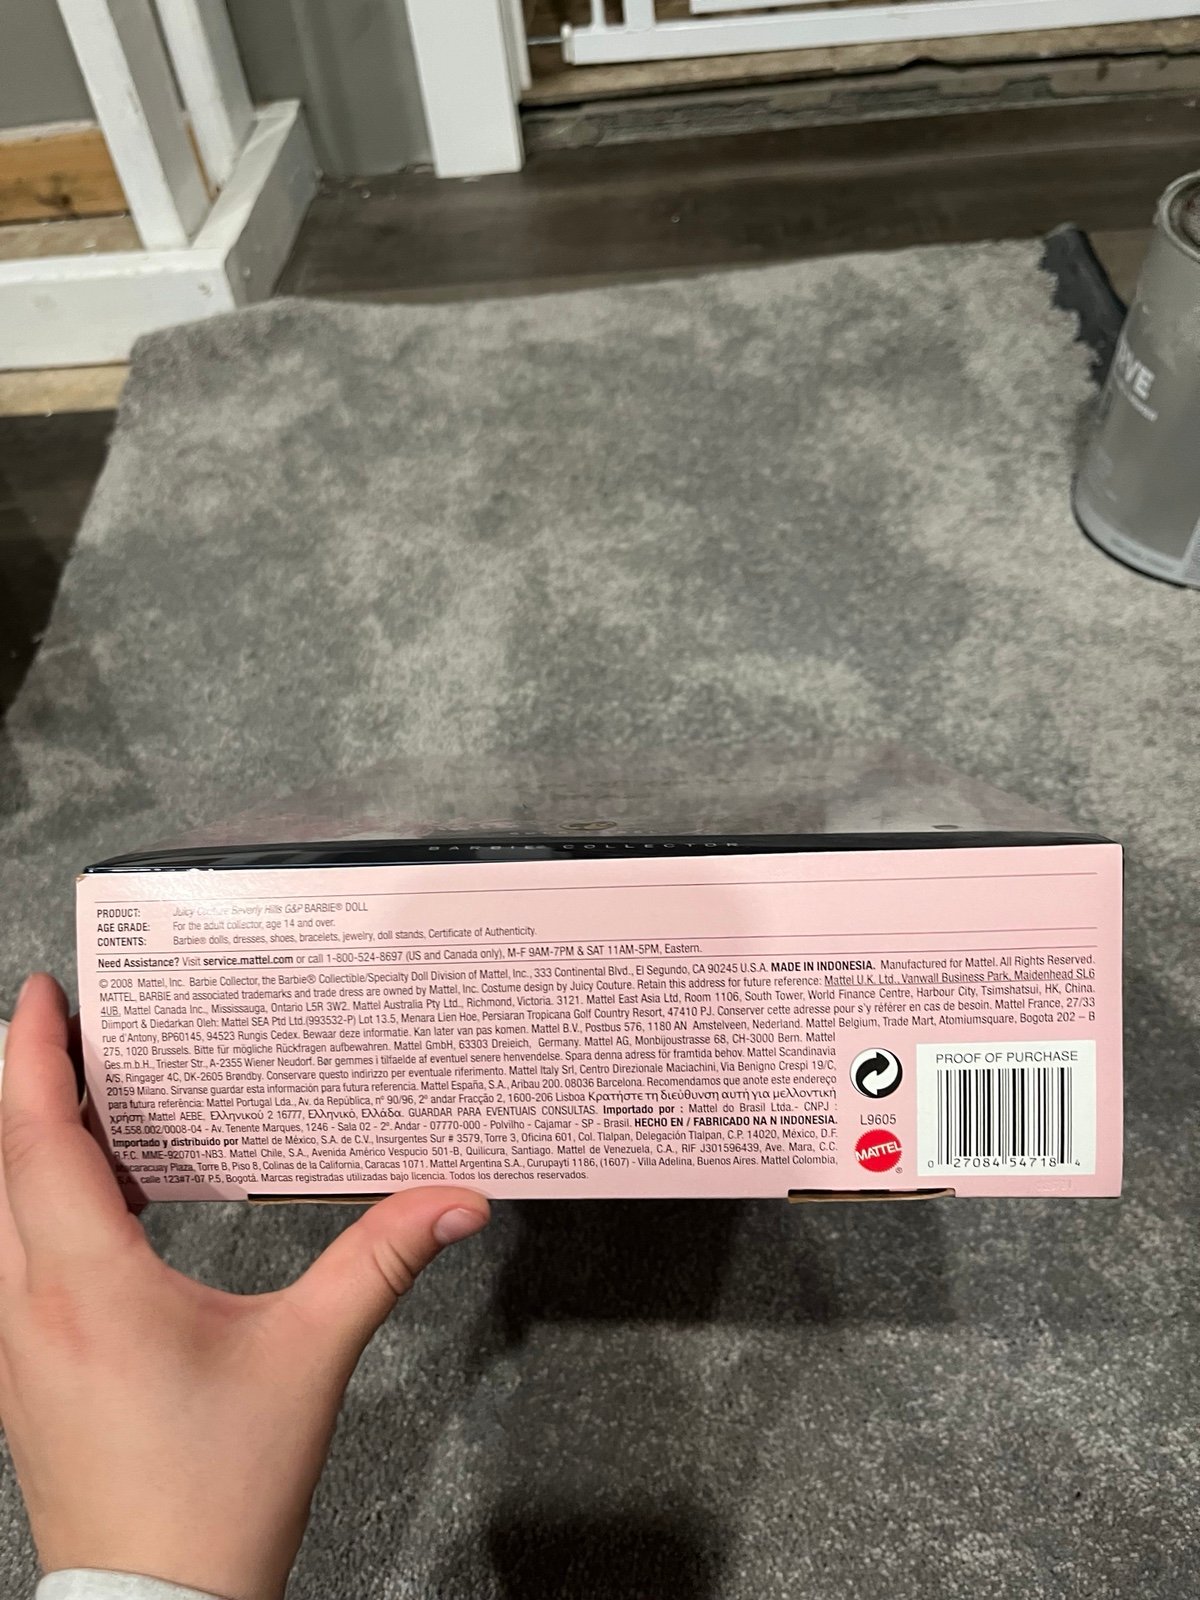 RVE
BARBIE COLLECTOR
PRODUCT: Juicy Couture Beverly Hills G&P BARBIE® DOLL
AGE GRADE: For the adult collector, age 14 and over.
CONTENTS: Barbie® dolls, dresses, shoes, bracelets, jewelry, doll stands, Certificate of Authenticity.
Need Assistance? Visit service.mattel.com or call 1-800-524-8697 (US and Canada only), M-F 9AM-7PM & SAT 11AM-5PM, Eastern.
© 2008 Mattel, Inc. Barbie Collector, the Barbie® Collectible/Specialty Doll Division of Mattel, Inc., 333 Continental Blvd., El Segundo, CA 90245 U.S.A. MADE IN INDONESIA. Manufactured for Mattel. All Rights Reserved.
MATTEL, BARBIE and associated trademarks and trade dress are owned by Mattel, Inc. Costume design by Juicy Couture. Retain this address for future reference: Mattel U.K. Ltd., Vanwall Business Park, Maidenhead SL6
4UB. Mattel Canada Inc., Mississauga, Ontario L5R 3W2. Mattel Australia Pty Ltd., Richmond, Victoria. 3121. Mattel East Asia Ltd, Room 1106, South Tower, World Finance Centre, Harbour City, Tsimshatsui, HK, China.
Diimport & Diedarkan Oleh: Mattel SEA Ptd Ltd.(993532-P) Lot 13.5, Menara Lien Hoe, Persiaran Tropicana Golf Country Resort, 47410 PJ. Conserver cette adresse pour s'y référer en cas de besoin. Mattel France, 27/33
rue d'Antony, BP60145, 94523 Rungis Cedex. Bewaar deze informatie. Kan later van pas komen. Mattel B.V., Postbus 576, 1180 AN Amstelveen, Nederland. Mattel Belgium, Trade Mart, Atomiumsquare, Bogota 202 – B
275, 1020 Brussels. Bitte für mögliche Rückfragen aufbewahren. Mattel GmbH, 63303 Dreieich, Germany. Mattel AG, Monbijoustrasse 68, CH-3000 Bern. Mattel
Ges.m.b.H., Triester Str., A-2355 Wiener Neudorf. Bør gemmes i tilfælde af eventuel senere henvendelse. Spara denna adress för framtida behov. Mattel Scandinavia
A/S, Ringager 4C, DK-2605 Brøndby. Conservare questo indirizzo per eventuale riferimento. Mattel Italy Srl, Centro Direzionale Maciachini, Via Benigno Crespi 19/C,
20159 Milano. Sirvanse guardar esta información para futura referencia. Mattel España, S.A., Aribau 200. 08036 Barcelona. Recomendamos que anote este endereço
para futura referência: Mattel Portugal Ltda., Av. da República, nº 90/96, 2º andar Fracção 2, 1600-206 Lisboa Κρατήστε τη διεύθυνση αυτή για μελλοντική
χρήση: Mattel AEBE, Ελληνικού 2 16777, Ελληνικό, Ελλάδα. GUARDAR PARA EVENTUAIS CONSULTAS. Importado por : Mattel do Brasil Ltda.- CNPJ :
54.558.002/0008-04 - Av. Tenente Marques, 1246 - Sala 02 - 2º. Andar - 07770-000 - Polvilho - Cajamar - SP - Brasil. HECHO EN / FABRICADO NA N INDONESIA.
Importado y distribuido por Mattel de México, S.A. de C.V., Insurgentes Sur # 3579, Torre 3, Oficina 601, Col. Tlalpan, Delegación Tlalpan, C.P. 14020, México, D.F.
R.F.C. MME-920701-NB3. Mattel Chile, S.A., Avenida Américo Vespucio 501-B, Quilicura, Santiago. Mattel de Venezuela, C.A., RIF J301596439, Ave. Mara, C.C.
Macaracuay Plaza, Torre B, Piso 8, Colinas de la California, Caracas 1071. Mattel Argentina S.A., Curupayti 1186, (1607) - Villa Adelina, Buenos Aires. Mattel Colombia,
S.A., calle 123#7-07 P.5, Bogotá. Marcas registradas utilizadas bajo licencia. Todos los derechos reservados.
L9605
MATTEL®
PROOF OF PURCHASE
0 27084 54718 4